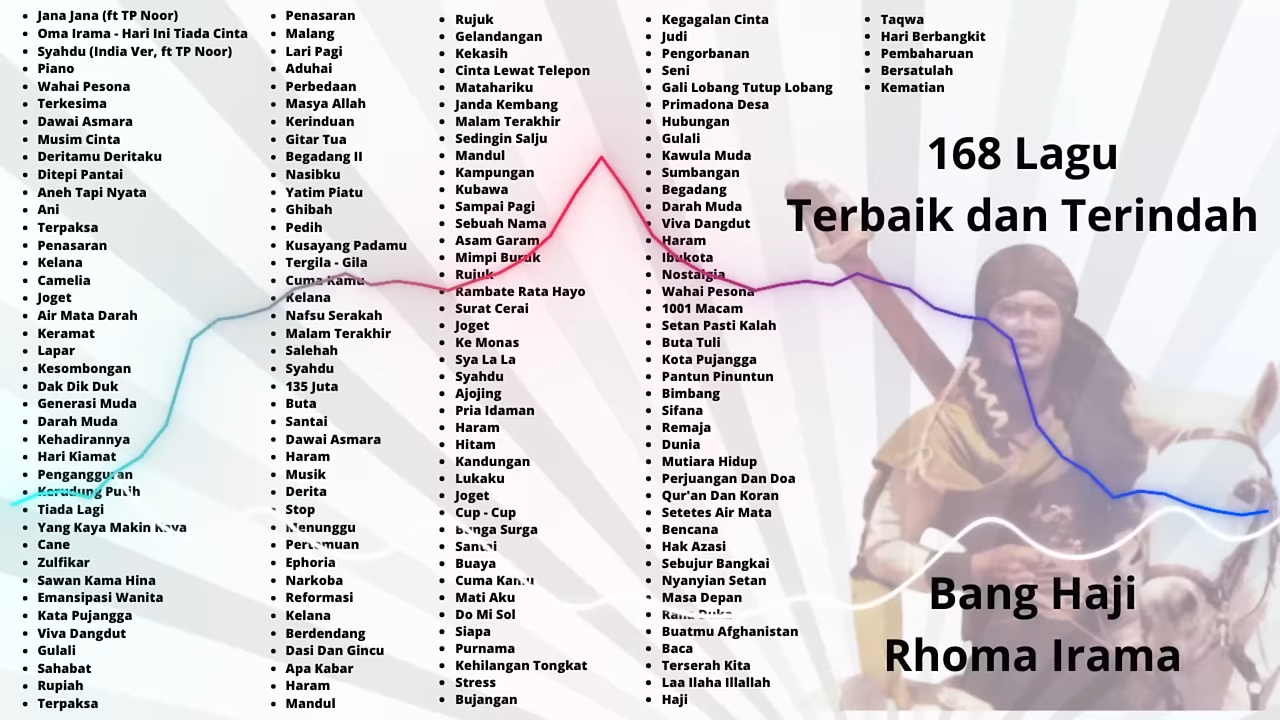 Jana Jana (ft TP Noor)
Oma Irama - Hari Ini Tiada Cinta
Syahdu (India Ver, ft TP Noor)
Piano
Wahai Pesona
Terkesima
Dawai Asmara
Musim Cinta
Deritamu Deritaku
Ditepi Pantai
Aneh Tapi Nyata
Ani
Terpaksa
Penasaran
Kelana
Camelia
Joget
Air Mata Darah
Keramat
Lapar
Kesombongan
Dak Dik Duk
Generasi Muda
Darah Muda
Kehadirannya
Hari Kiamat
Pengangguran
Kerudung Putih
Tiada Lagi
Yang Kaya Makin Kaya
Cane
Zulfikar
Sawan Kama Hina
Emansipasi Wanita
Kata Pujangga
Viva Dangdut
Gulali
Sahabat
Rupiah
Terpaksa
Penasaran
Malang
Lari Pagi
Aduhai
Perbedaan
Masya Allah
Kerinduan
Gitar Tua
Begadang II
Nasibku
Yatim Piatu
Ghibah
Pedih
Kusayang Padamu
Tergila - Gila
Cuma Kamu
Kelana
Nafsu Serakah
Malam Terakhir
Salehah
Syahdu
135 Juta
Buta
Santai
Dawai Asmara
Haram
Musik
Derita
Stop
Menunggu
Pertemuan
Ephoria
Narkoba
Reformasi
Kelana
Berdendang
Dasi Dan Gincu
Apa Kabar
Haram
Mandul
Rujuk
Gelandangan
Kekasih
Cinta Lewat Telepon
Matahariku
Janda Kembang
Malam Terakhir
Sedingin Salju
Mandul
Kampungan
Kubawa
Sampai Pagi
Sebuah Nama
Asam Garam
Mimpi Buruk
Rujuk
Rambate Rata Hayo
Surat Cerai
Joget
Ke Monas
Sya La La
Syahdu
Ajojing
Pria Idaman
Haram
Hitam
Kandungan
Lukaku
Joget
Cup - Cup
Bunga Surga
Santai
Buaya
Cuma Kamu
Mati Aku
Do Mi Sol
Siapa
Purnama
Kehilangan Tongkat
Stress
Bujangan
Kegagalan Cinta
Judi
Pengorbanan
Seni
Gali Lobang Tutup Lobang
Primadona Desa
Hubungan
Gulali
Kawula Muda
Sumbangan
Begadang
Darah Muda
Viva Dangdut
Haram
Ibukota
Nostalgia
Wahai Pesona
1001 Macam
Setan Pasti Kalah
Buta Tuli
Kota Pujangga
Pantun Pinuntun
Bimbang
Sifana
Remaja
Dunia
Mutiara Hidup
Perjuangan Dan Doa
Qur'an Dan Koran
Setetes Air Mata
Bencana
Hak Azasi
Sebujur Bangkai
Nyanyian Setan
Masa Depan
Rana Duka
Buatmu Afghanistan
Baca
Terserah Kita
Laa Ilaha Illallah
Haji
Taqwa
Hari Berbangkit
Pembaharuan
Bersatulah
Kematian
168 Lagu
Terbaik dan Terindah
Bang Haji
Rhoma Irama